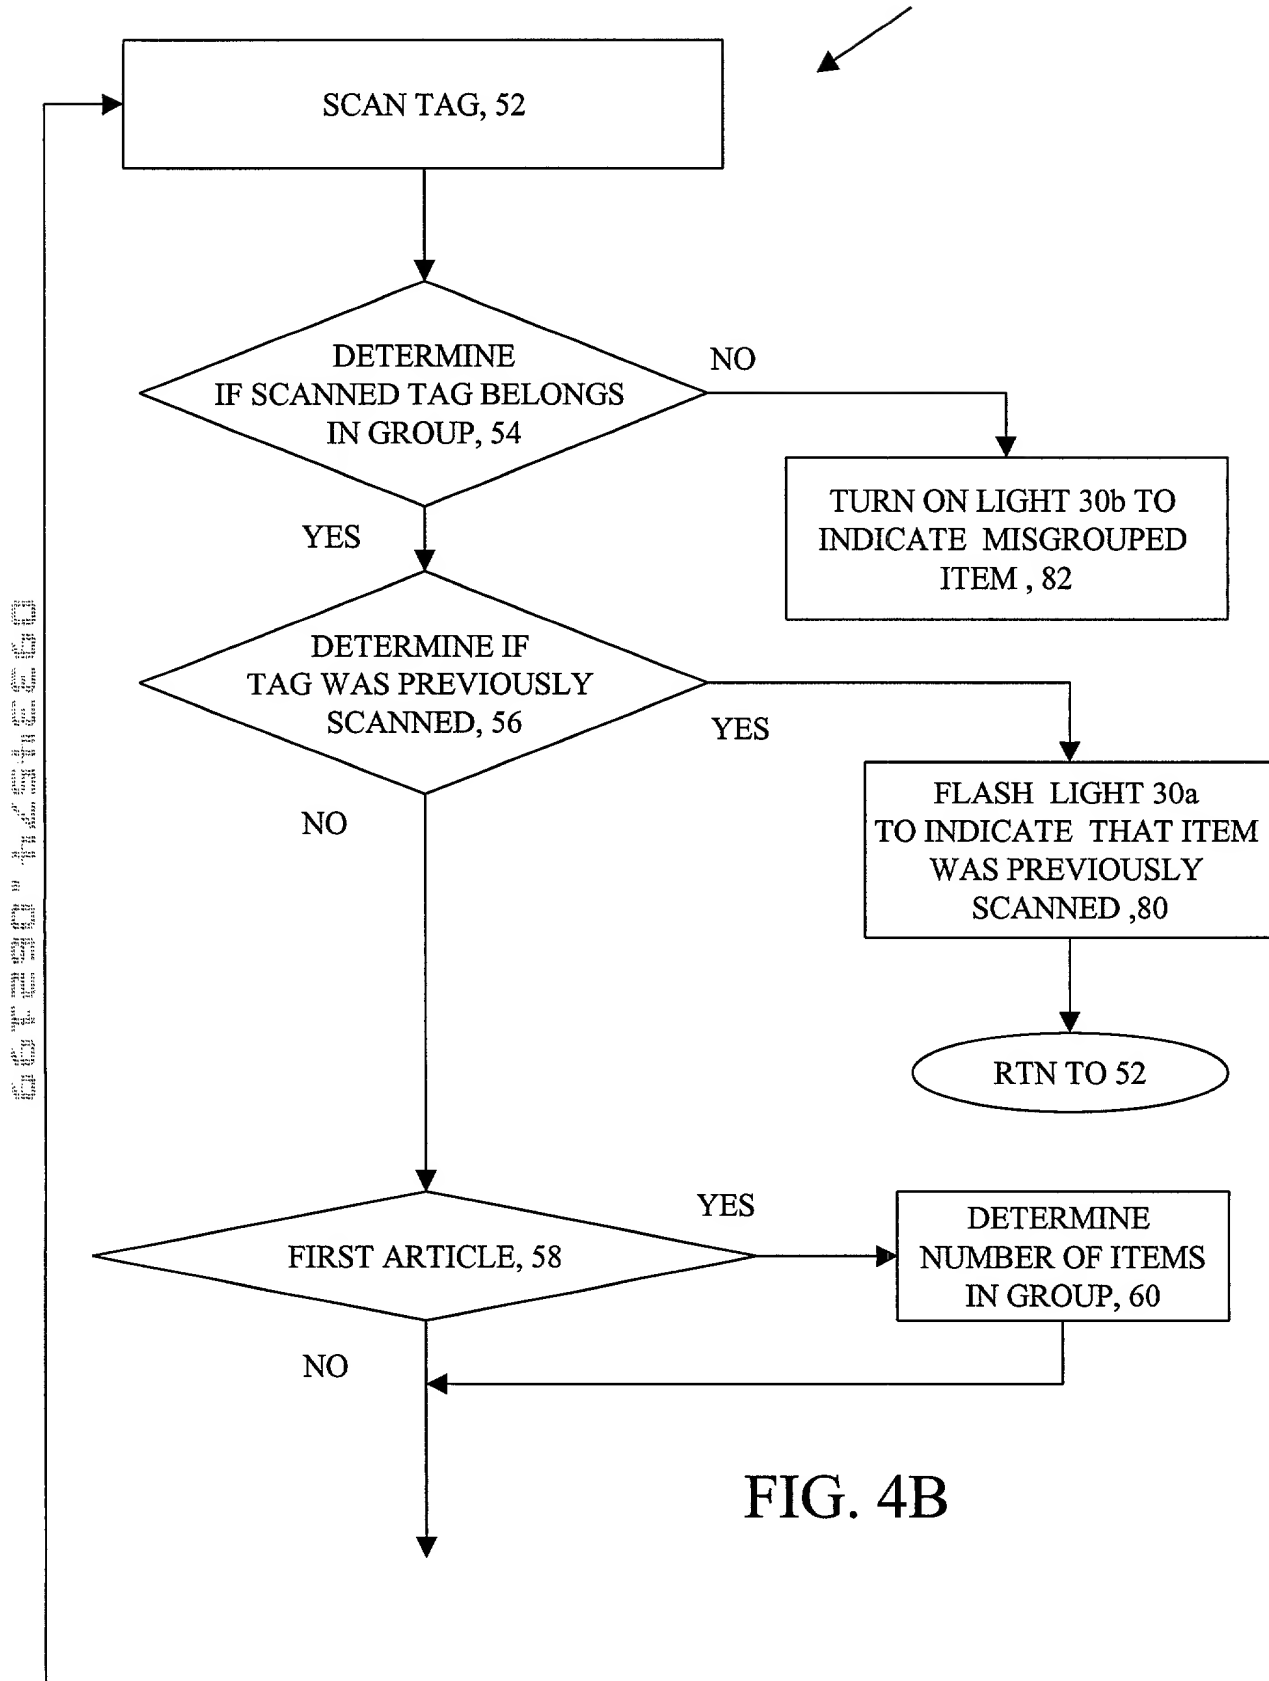 SCAN TAG, 52
DETERMINE
IF SCANNED TAG BELONGS
IN GROUP, 54
NO
TURN ON LIGHT 30b TO
INDICATE MISGROUPED
ITEM , 82
YES
DETERMINE IF
TAG WAS PREVIOUSLY
SCANNED, 56
YES
FLASH LIGHT 30a
TO INDICATE THAT ITEM
WAS PREVIOUSLY
SCANNED ,80
NO
RTN TO 52
FIRST ARTICLE, 58
YES
DETERMINE
NUMBER OF ITEMS
IN GROUP, 60
NO
FIG. 4B